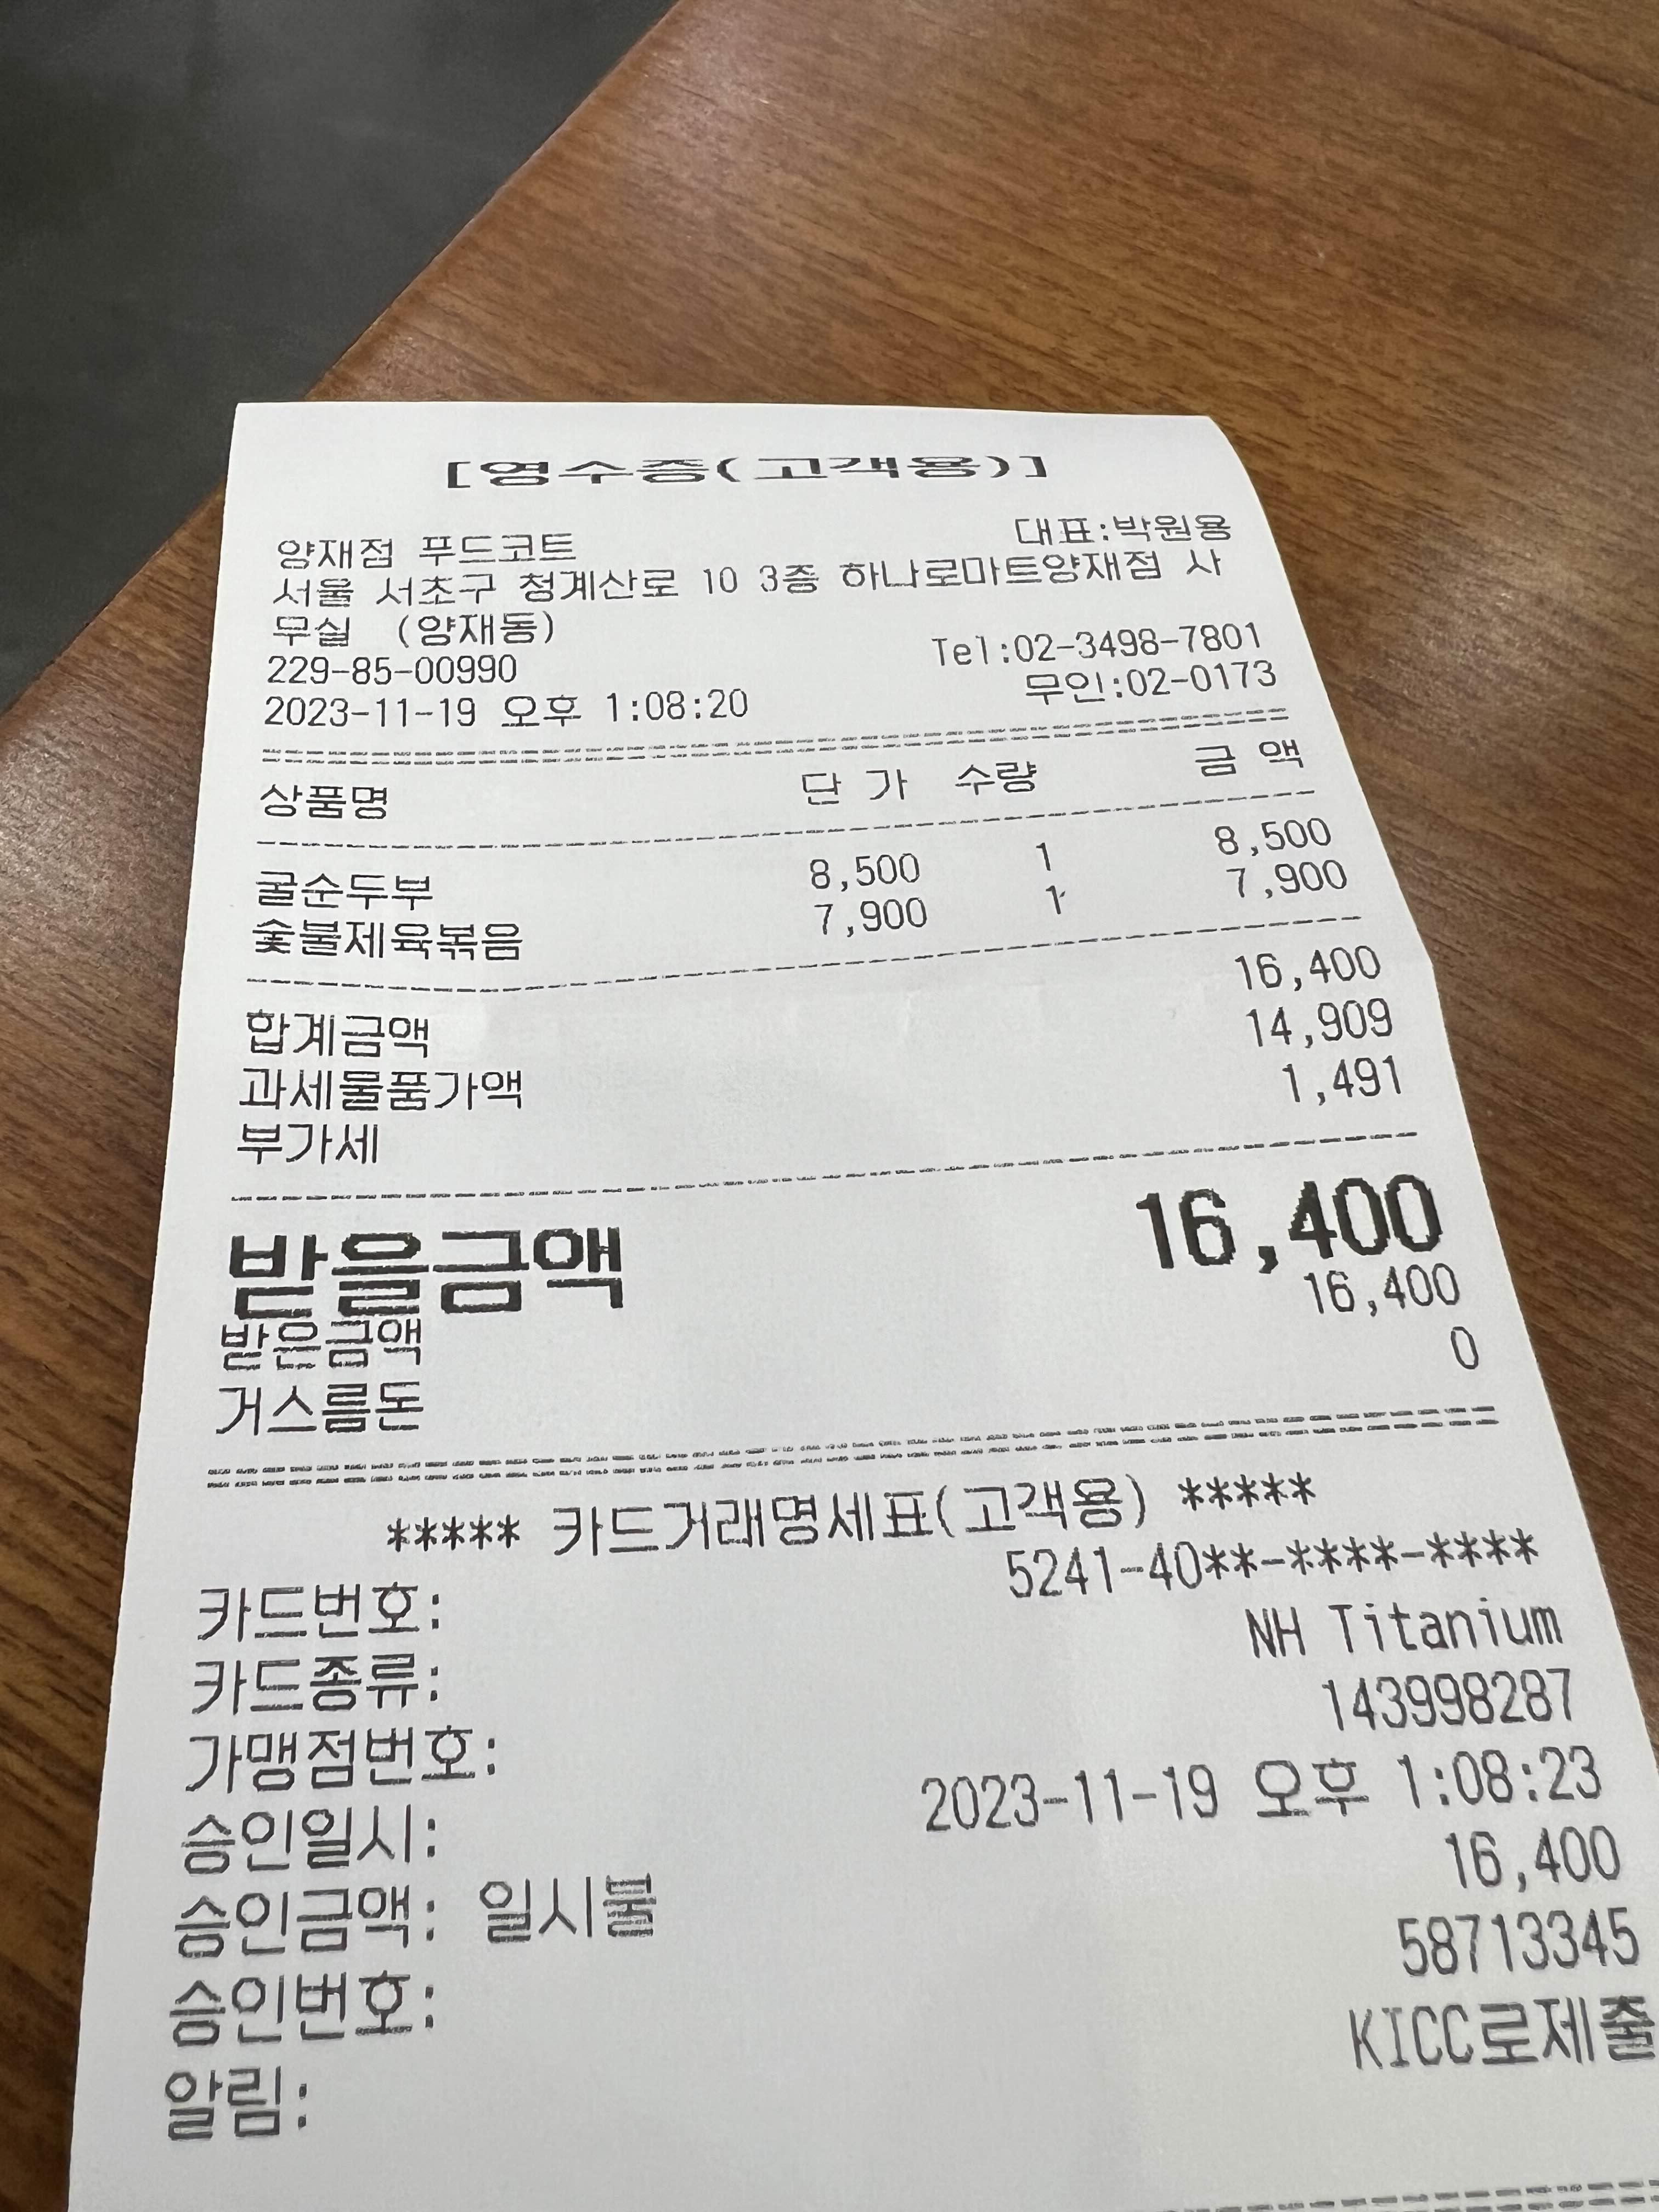 [영수증(고객용)]
양재점 푸드코트 대표:박원용
서울 서초구 청계산로 10 3층 하나로마트양재점 사
무실 (양재동)
229-85-00990 Tel:02-3498-7801
2023-11-19 오후 1:08:20 무인:02-0173
상품명 단 가 수량 금 액
굴순두부 8,500 1 8,500
숯불제육볶음 7,900 1 7,900
합계금액 16,400
과세물품가액 14,909
부가세 1,491
받을금액 16,400
받은금액 16,400
거스름돈 0
***** 카드거래명세표(고객용) *****
카드번호: 5241-40**-****-****
카드종류: NH Titanium
가맹점번호: 143998287
승인일시: 2023-11-19 오후 1:08:23
승인금액: 일시불 16,400
승인번호: 58713345
알림: KICC로제출